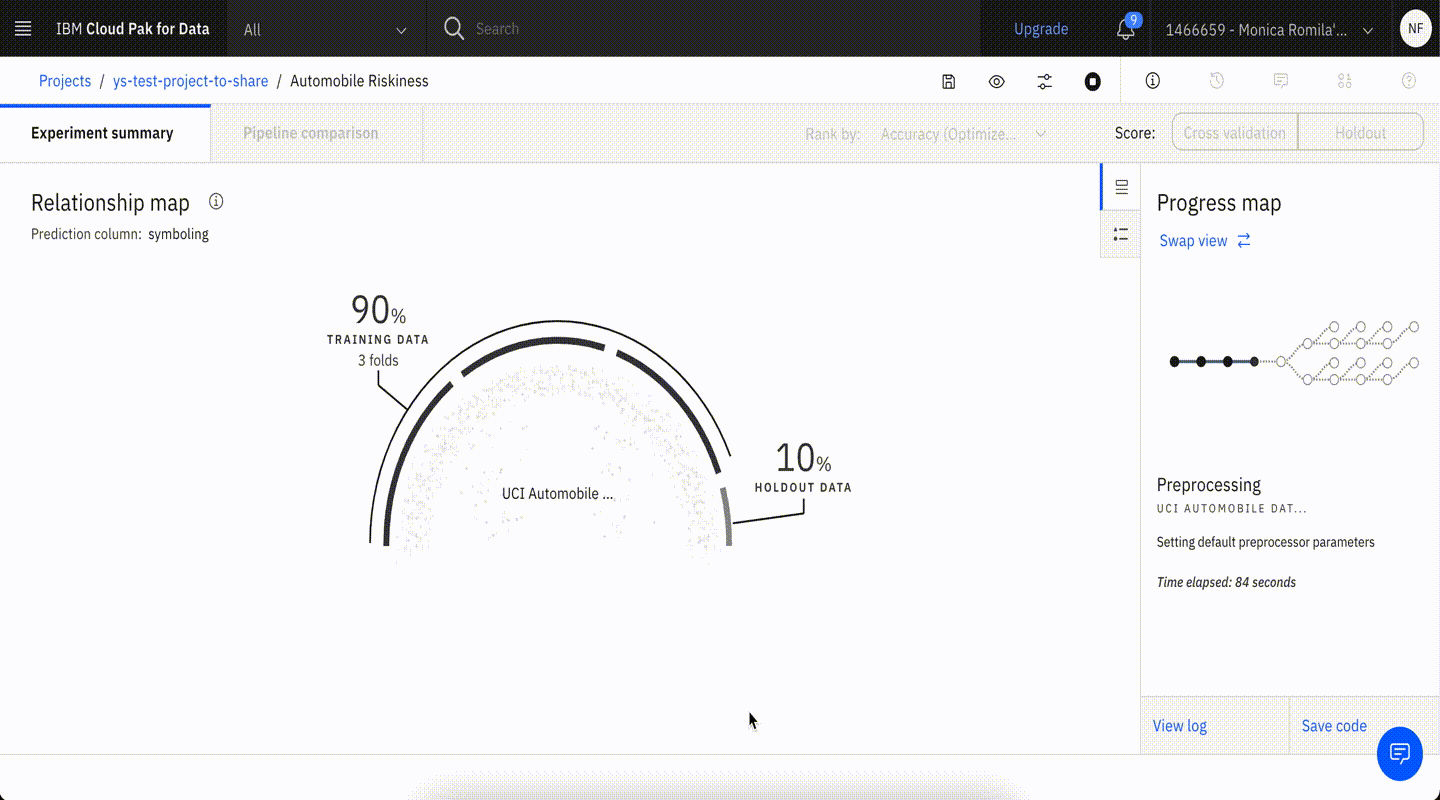 IBM Cloud Pak for Data
All
Search
Upgrade
9
1466659 - Monica Romila'...
NF
Projects / ys-test-project-to-share / Automobile Riskiness
Experiment summary
Pipeline comparison
Rank by: Accuracy (Optimize...
Score:
Cross validation
Holdout
Relationship map
Prediction column: symboling
90%
TRAINING DATA
3 folds
10%
HOLDOUT DATA
UCI Automobile ...
Progress map
Swap view
Preprocessing
UCI AUTOMOBILE DAT...
Setting default preprocessor parameters
Time elapsed: 84 seconds
View log
Save code